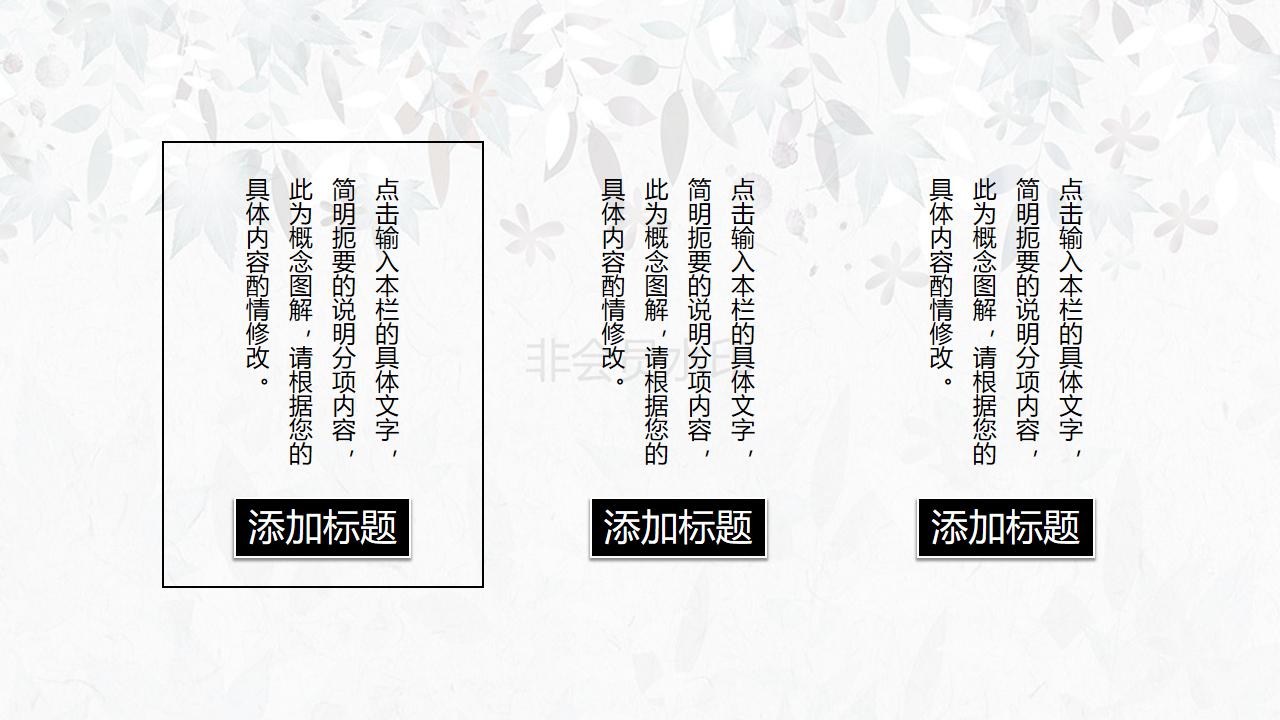 点击输入本栏的具体文字，
简明扼要的说明分项内容，
此为概念图解，请根据您的
具体内容酌情修改。
添加标题
点击输入本栏的具体文字，
简明扼要的说明分项内容，
此为概念图解，请根据您的
具体内容酌情修改。
添加标题
点击输入本栏的具体文字，
简明扼要的说明分项内容，
此为概念图解，请根据您的
具体内容酌情修改。
添加标题
非会员水印